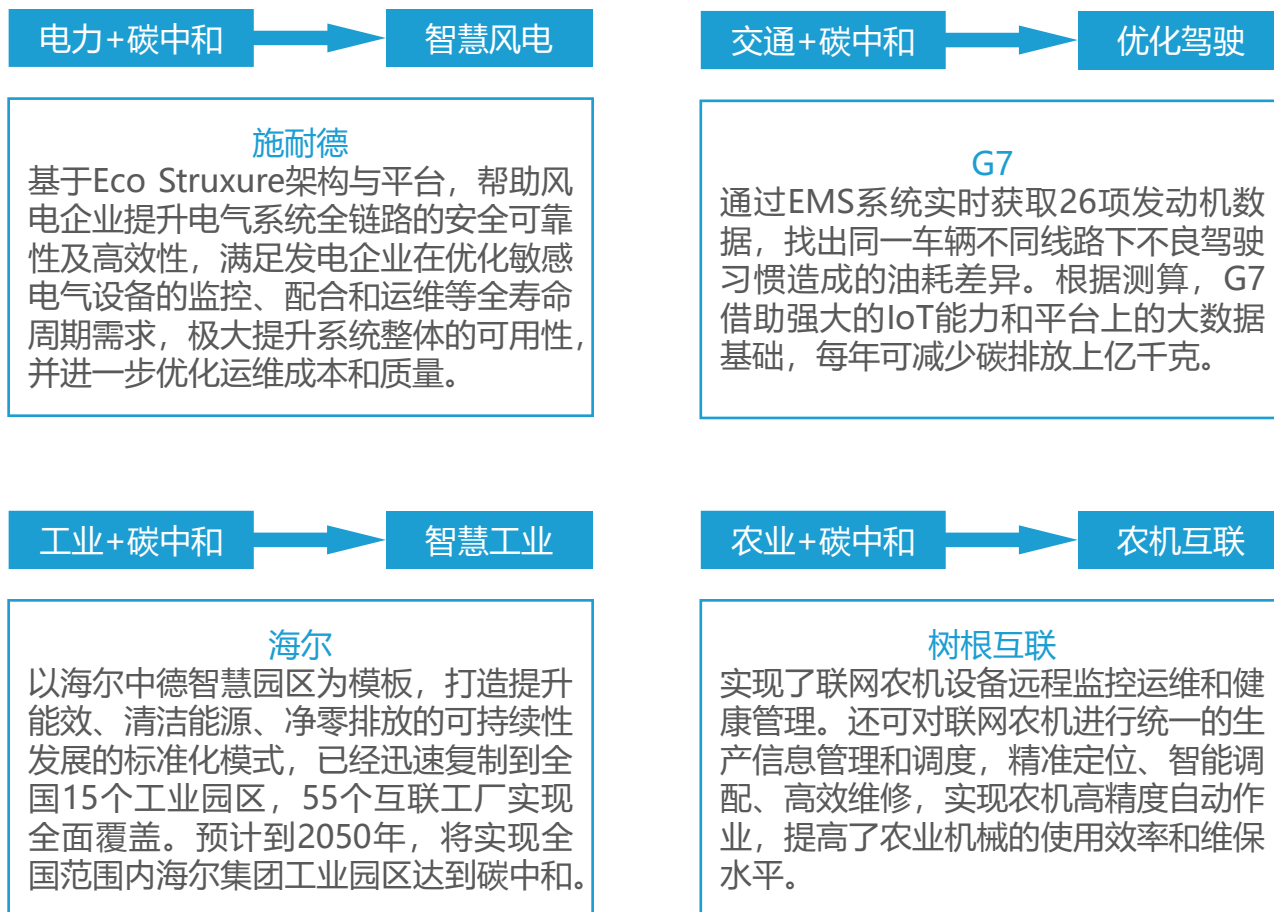 电力+碳中和
智慧风电
施耐德
基于Eco Struxure架构与平台，帮助风
电企业提升电气系统全链路的安全可靠
性及高效性，满足发电企业在优化敏感
电气设备的监控、配合和运维等全寿命
周期需求，极大提升系统整体的可用性，
并进一步优化运维成本和质量。
交通+碳中和
优化驾驶
G7
通过EMS系统实时获取26项发动机数
据，找出同一车辆不同线路下不良驾驶
习惯造成的油耗差异。根据测算，G7
借助强大的IoT能力和平台上的大数据
基础，每年可减少碳排放上亿千克。
工业+碳中和
智慧工业
海尔
以海尔中德智慧园区为模板，打造提升
能效、清洁能源、净零排放的可持续性
发展的标准化模式，已经迅速复制到全
国15个工业园区，55个互联工厂实现
全面覆盖。预计到2050年，将实现全
国范围内海尔集团工业园区达到碳中和。
农业+碳中和
农机互联
树根互联
实现了联网农机设备远程监控运维和健
康管理。还可对联网农机进行统一的生
产信息管理和调度，精准定位、智能调
配、高效维修，实现农机高精度自动作
业，提高了农业机械的使用效率和维保
水平。